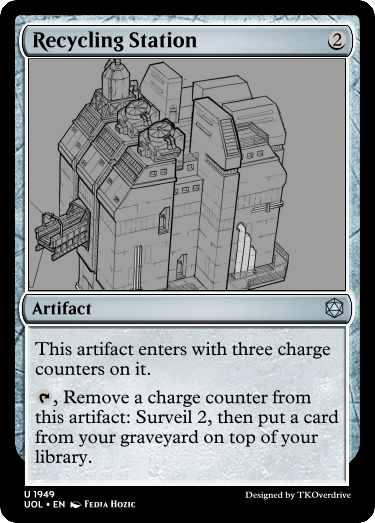 Recycling Station 2
Artifact
This artifact enters with three charge
counters on it.
, Remove a charge counter from
this artifact: Surveil 2, then put a card
from your graveyard on top of your
library.
U 1949
UOL • EN Fedja Hozic
Designed by TKOverdrive